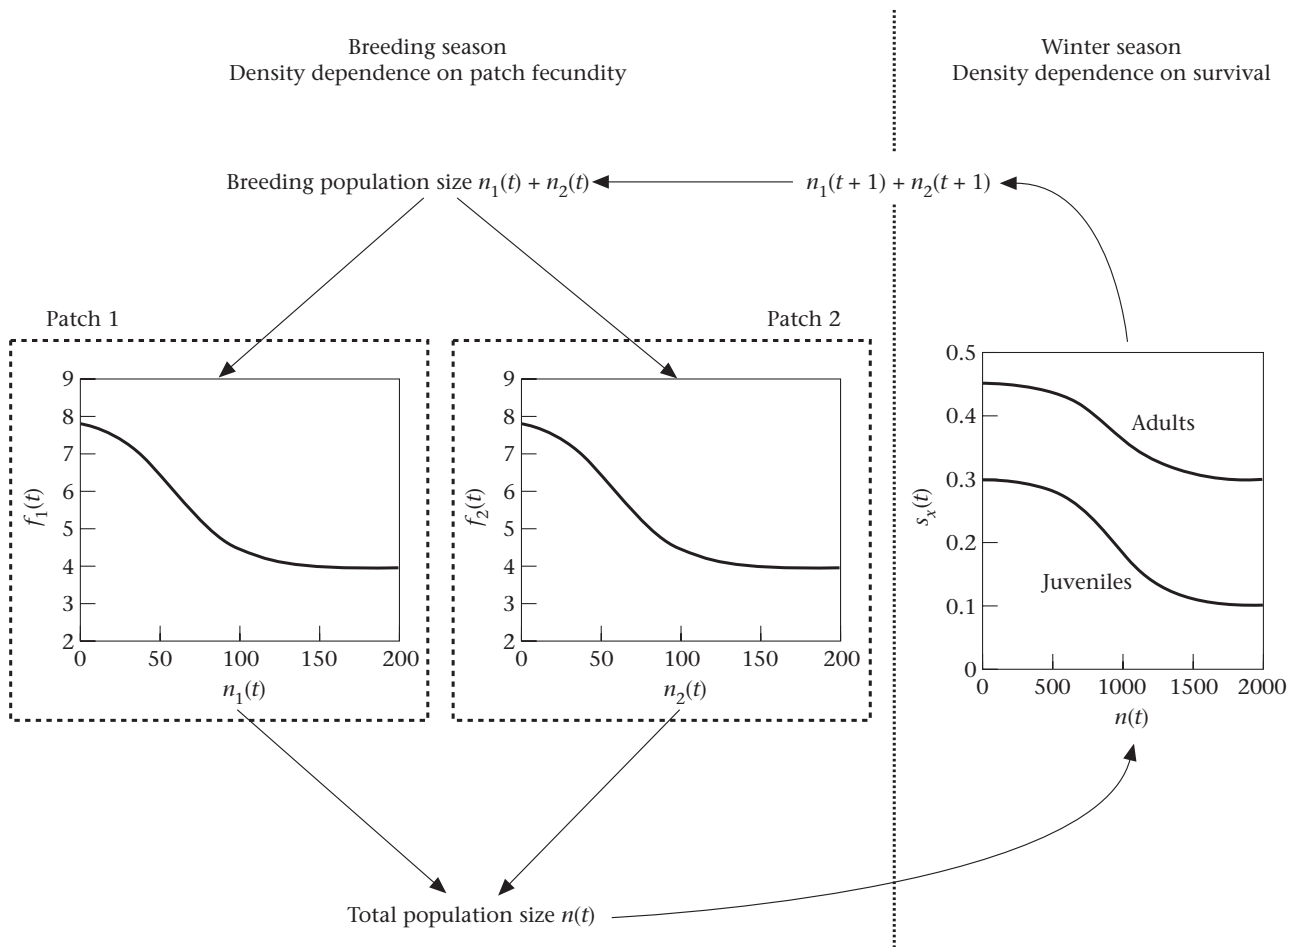 Breeding season
Density dependence on patch fecundity
Winter season
Density dependence on survival
Breeding population size n₁(t) + n₂(t)
n₁(t + 1) + n₂(t + 1)
Patch 1
9
8
7
6
5
4
3
2
f₁(t)
0 50 100 150 200
n₁(t)
Patch 2
9
8
7
6
5
4
3
2
f₂(t)
0 50 100 150 200
n₂(t)
0.5
0.4
0.3
0.2
0.1
0
sₓ(t)
Adults
Juveniles
0 500 1000 1500 2000
n(t)
Total population size n(t)